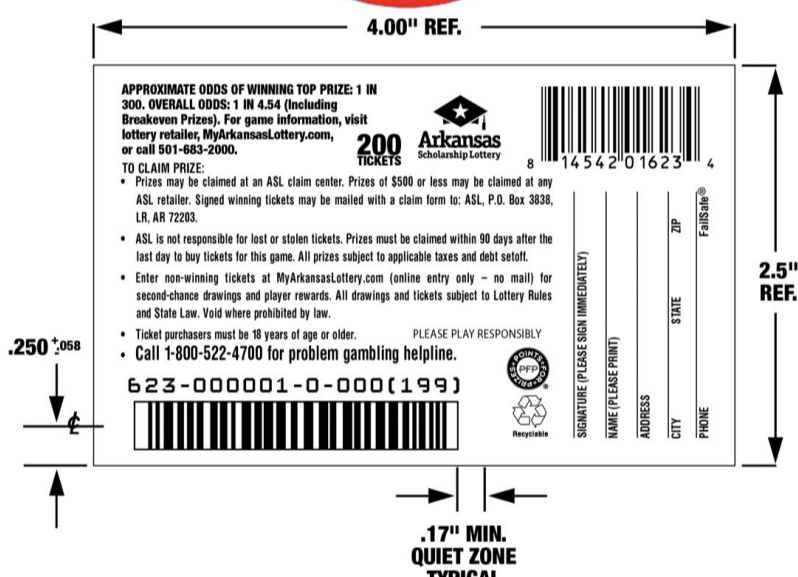 4.00" REF.
APPROXIMATE ODDS OF WINNING TOP PRIZE: 1 IN
300. OVERALL ODDS: 1 IN 4.54 (Including
Breakeven Prizes). For game information, visit
lottery retailer, MyArkansasLottery.com,
or call 501-683-2000.
200
TICKETS
Arkansas
Scholarship Lottery
8 14542 01623 4
TO CLAIM PRIZE:
• Prizes may be claimed at an ASL claim center. Prizes of $500 or less may be claimed at any
ASL retailer. Signed winning tickets may be mailed with a claim form to: ASL, P.O. Box 3838,
LR, AR 72203.
• ASL is not responsible for lost or stolen tickets. Prizes must be claimed within 90 days after the
last day to buy tickets for this game. All prizes subject to applicable taxes and debt setoff.
• Enter non-winning tickets at MyArkansasLottery.com (online entry only – no mail) for
second-chance drawings and player rewards. All drawings and tickets subject to Lottery Rules
and State Law. Void where prohibited by law.
• Ticket purchasers must be 18 years of age or older.
PLEASE PLAY RESPONSIBLY
• Call 1-800-522-4700 for problem gambling helpline.
623-000001-0-000(199)
POINTS•FOR•PRIZES
PFP
®
Recyclable
SIGNATURE (PLEASE SIGN IMMEDIATELY)
NAME (PLEASE PRINT)
ADDRESS
CITY STATE ZIP
PHONE FailSafe®
2.5"
REF.
.250 +.058
-
℄
.17" MIN.
QUIET ZONE
TYPICAL